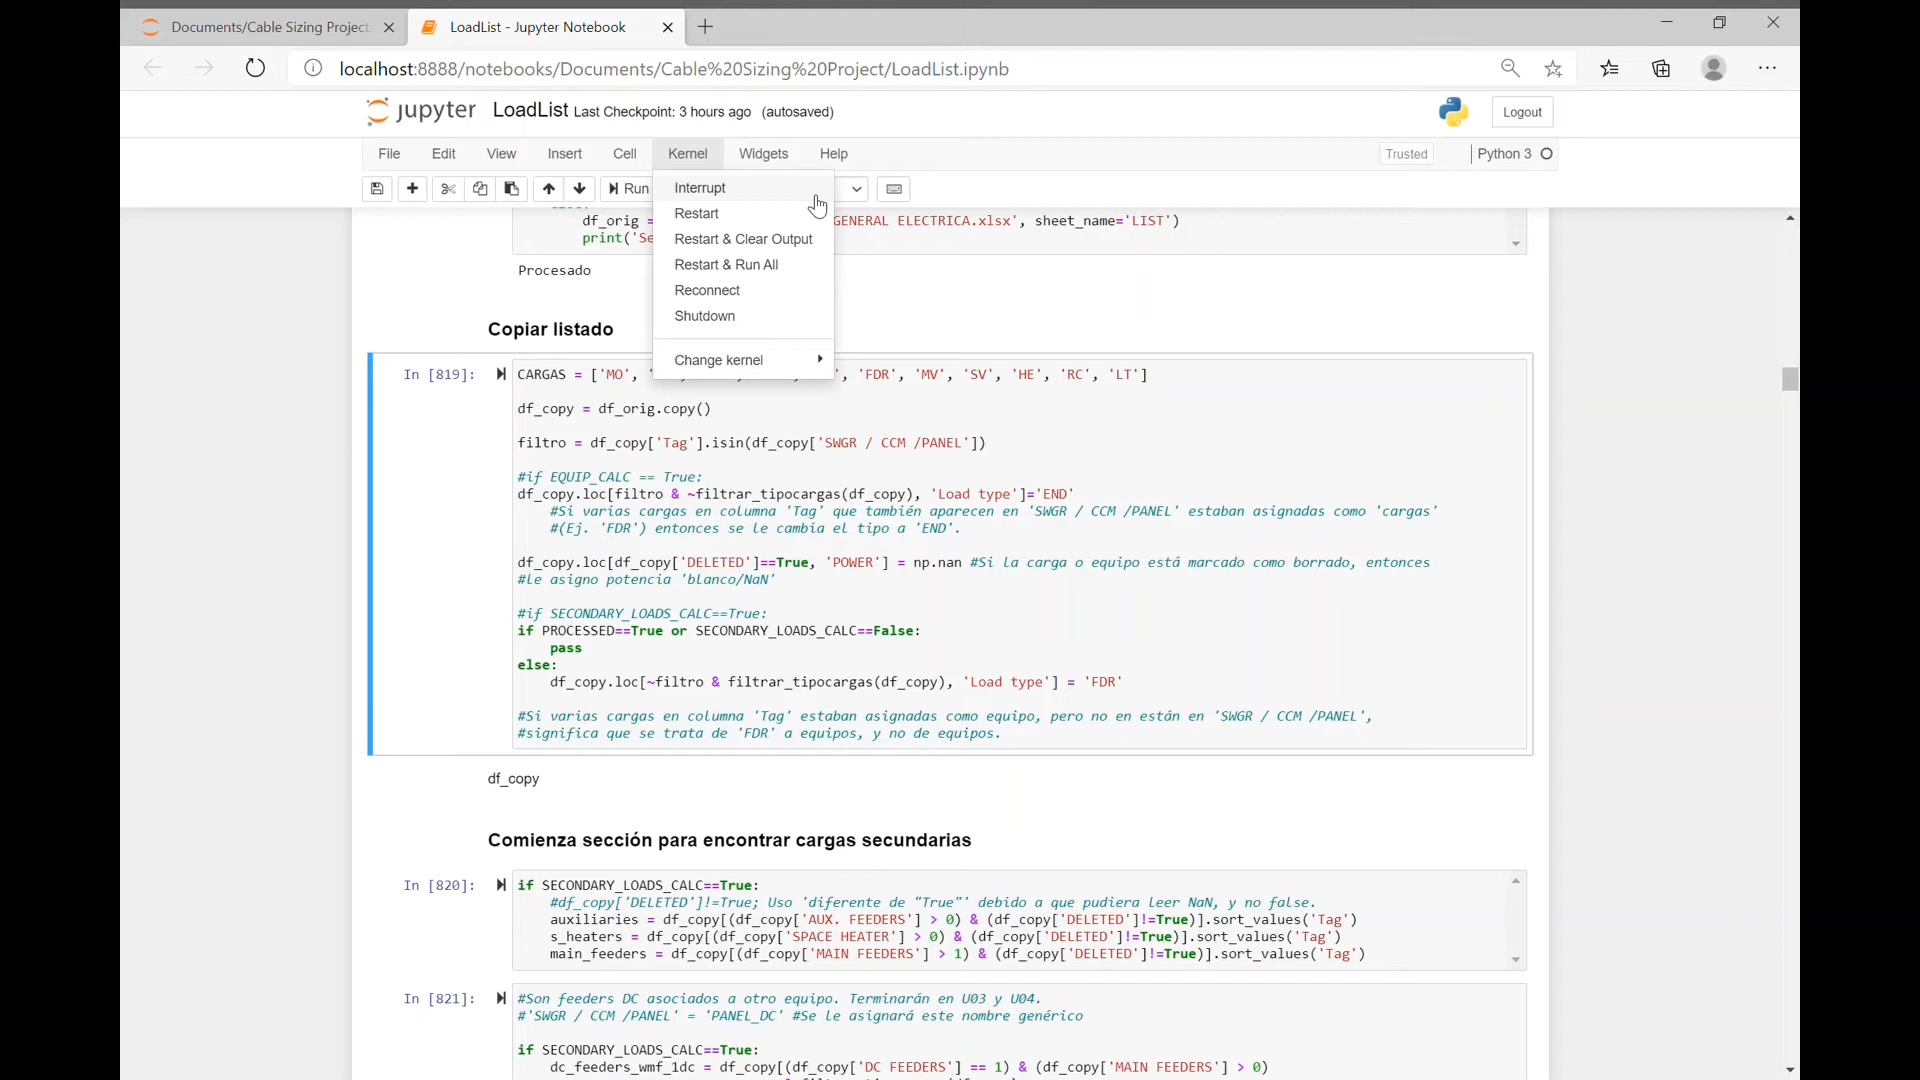 Documents/Cable Sizing Project
LoadList - Jupyter Notebook
localhost:8888/notebooks/Documents/Cable%20Sizing%20Project/LoadList.ipynb
jupyter LoadList Last Checkpoint: 3 hours ago (autosaved)
Logout
File Edit View Insert Cell Kernel Widgets Help
Trusted
Python 3
Run
Interrupt
Restart
Restart & Clear Output
Restart & Run All
Reconnect
Shutdown
Change kernel
df_orig = GENERAL ELECTRICA.xlsx', sheet_name='LIST')
print('Se
Procesado
Copiar listado
In [819]:
CARGAS = ['MO', 'FDR', 'MV', 'SV', 'HE', 'RC', 'LT']
df_copy = df_orig.copy()
filtro = df_copy['Tag'].isin(df_copy['SWGR / CCM /PANEL'])
#if EQUIP_CALC == True:
df_copy.loc[filtro & ~filtrar_tipocargas(df_copy), 'Load type']='END'
#Si varias cargas en columna 'Tag' que también aparecen en 'SWGR / CCM /PANEL' estaban asignadas como 'cargas'
#(Ej. 'FDR') entonces se le cambia el tipo a 'END'.
df_copy.loc[df_copy['DELETED']==True, 'POWER'] = np.nan #Si la carga o equipo está marcado como borrado, entonces
#le asigno potencia 'blanco/NaN'
#if SECONDARY_LOADS_CALC==True:
if PROCESSED==True or SECONDARY_LOADS_CALC==False:
pass
else:
df_copy.loc[~filtro & filtrar_tipocargas(df_copy), 'Load type'] = 'FDR'
#Si varias cargas en columna 'Tag' estaban asignadas como equipo, pero no en están en 'SWGR / CCM /PANEL',
#significa que se trata de 'FDR' a equipos, y no de equipos.
df_copy
Comienza sección para encontrar cargas secundarias
In [820]:
if SECONDARY_LOADS_CALC==True:
#df_copy['DELETED']!=True; Uso 'diferente de "True"' debido a que pudiera leer NaN, y no false.
auxiliaries = df_copy[(df_copy['AUX. FEEDERS'] > 0) & (df_copy['DELETED']!=True)].sort_values('Tag')
s_heaters = df_copy[(df_copy['SPACE HEATER'] > 0) & (df_copy['DELETED']!=True)].sort_values('Tag')
main_feeders = df_copy[(df_copy['MAIN FEEDERS'] > 1) & (df_copy['DELETED']!=True)].sort_values('Tag')
In [821]:
#Son feeders DC asociados a otro equipo. Terminarán en U03 y U04.
#'SWGR / CCM /PANEL' = 'PANEL_DC' #Se le asignará este nombre genérico
if SECONDARY_LOADS_CALC==True:
dc_feeders_wmf_1dc = df_copy[(df_copy['DC FEEDERS'] == 1) & (df_copy['MAIN FEEDERS'] > 0)